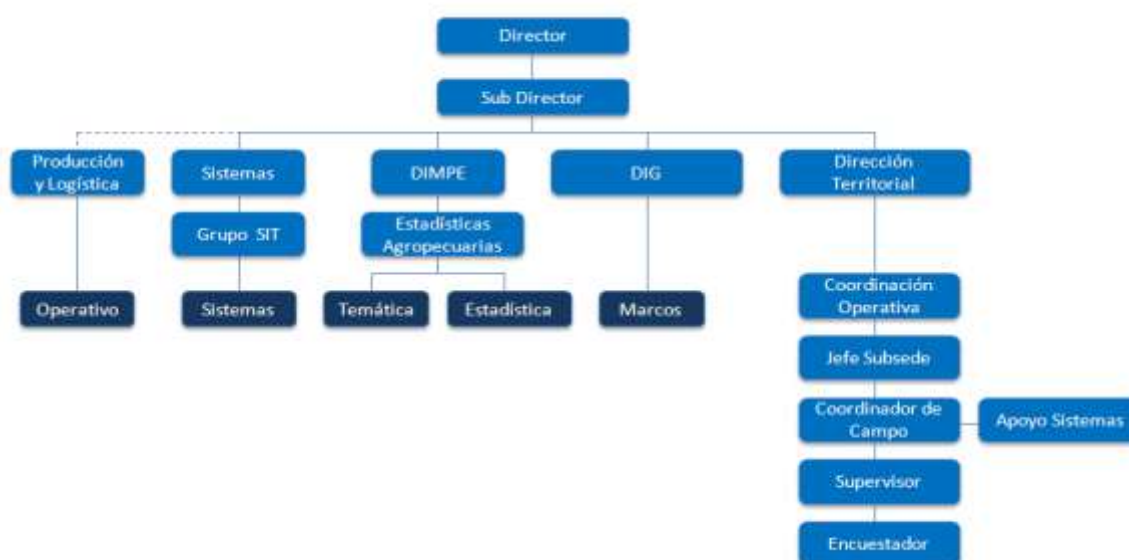 Director
Sub Director
Producción
y Logística
Sistemas
DIMPE
DIG
Dirección
Territorial
Grupo SIT
Estadísticas
Agropecuarias
Operativo
Sistemas
Temática
Estadística
Marcos
Coordinación
Operativa
Jefe Subsede
Coordinador de
Campo
Apoyo Sistemas
Supervisor
Encuestador